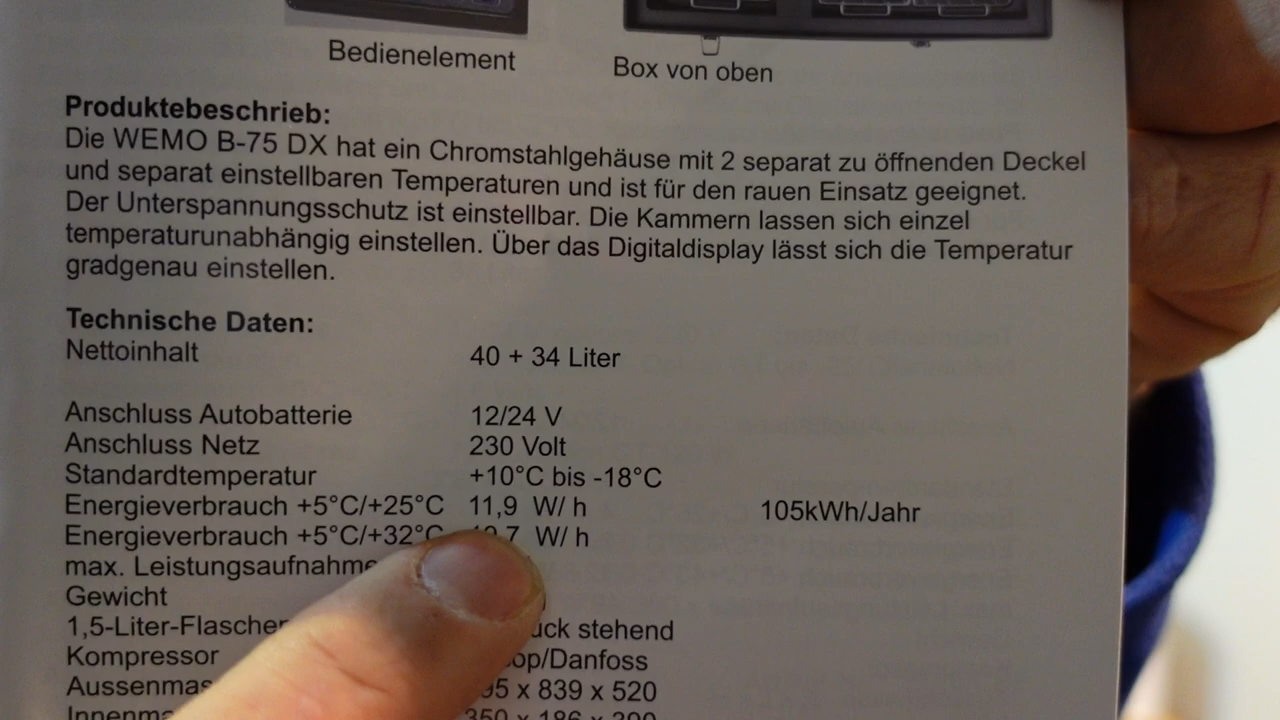 Bedienelement
Box von oben
Produktebeschrieb:
Die WEMO B-75 DX hat ein Chromstahlgehäuse mit 2 separat zu öffnenden Deckel
und separat einstellbaren Temperaturen und ist für den rauen Einsatz geeignet.
Der Unterspannungsschutz ist einstellbar. Die Kammern lassen sich einzel
temperaturunabhängig einstellen. Über das Digitaldisplay lässt sich die Temperatur
gradgenau einstellen.
Technische Daten:
Nettoinhalt 40 + 34 Liter
Anschluss Autobatterie 12/24 V
Anschluss Netz 230 Volt
Standardtemperatur +10°C bis -18°C
Energieverbrauch +5°C/+25°C 11,9 W/ h 105kWh/Jahr
Energieverbrauch +5°C/+32°C W/ h
max. Leistungsaufnahme
Gewicht
1,5-Liter-Flaschen stehend
Kompressor /Danfoss
Aussenmas x 839 x 520